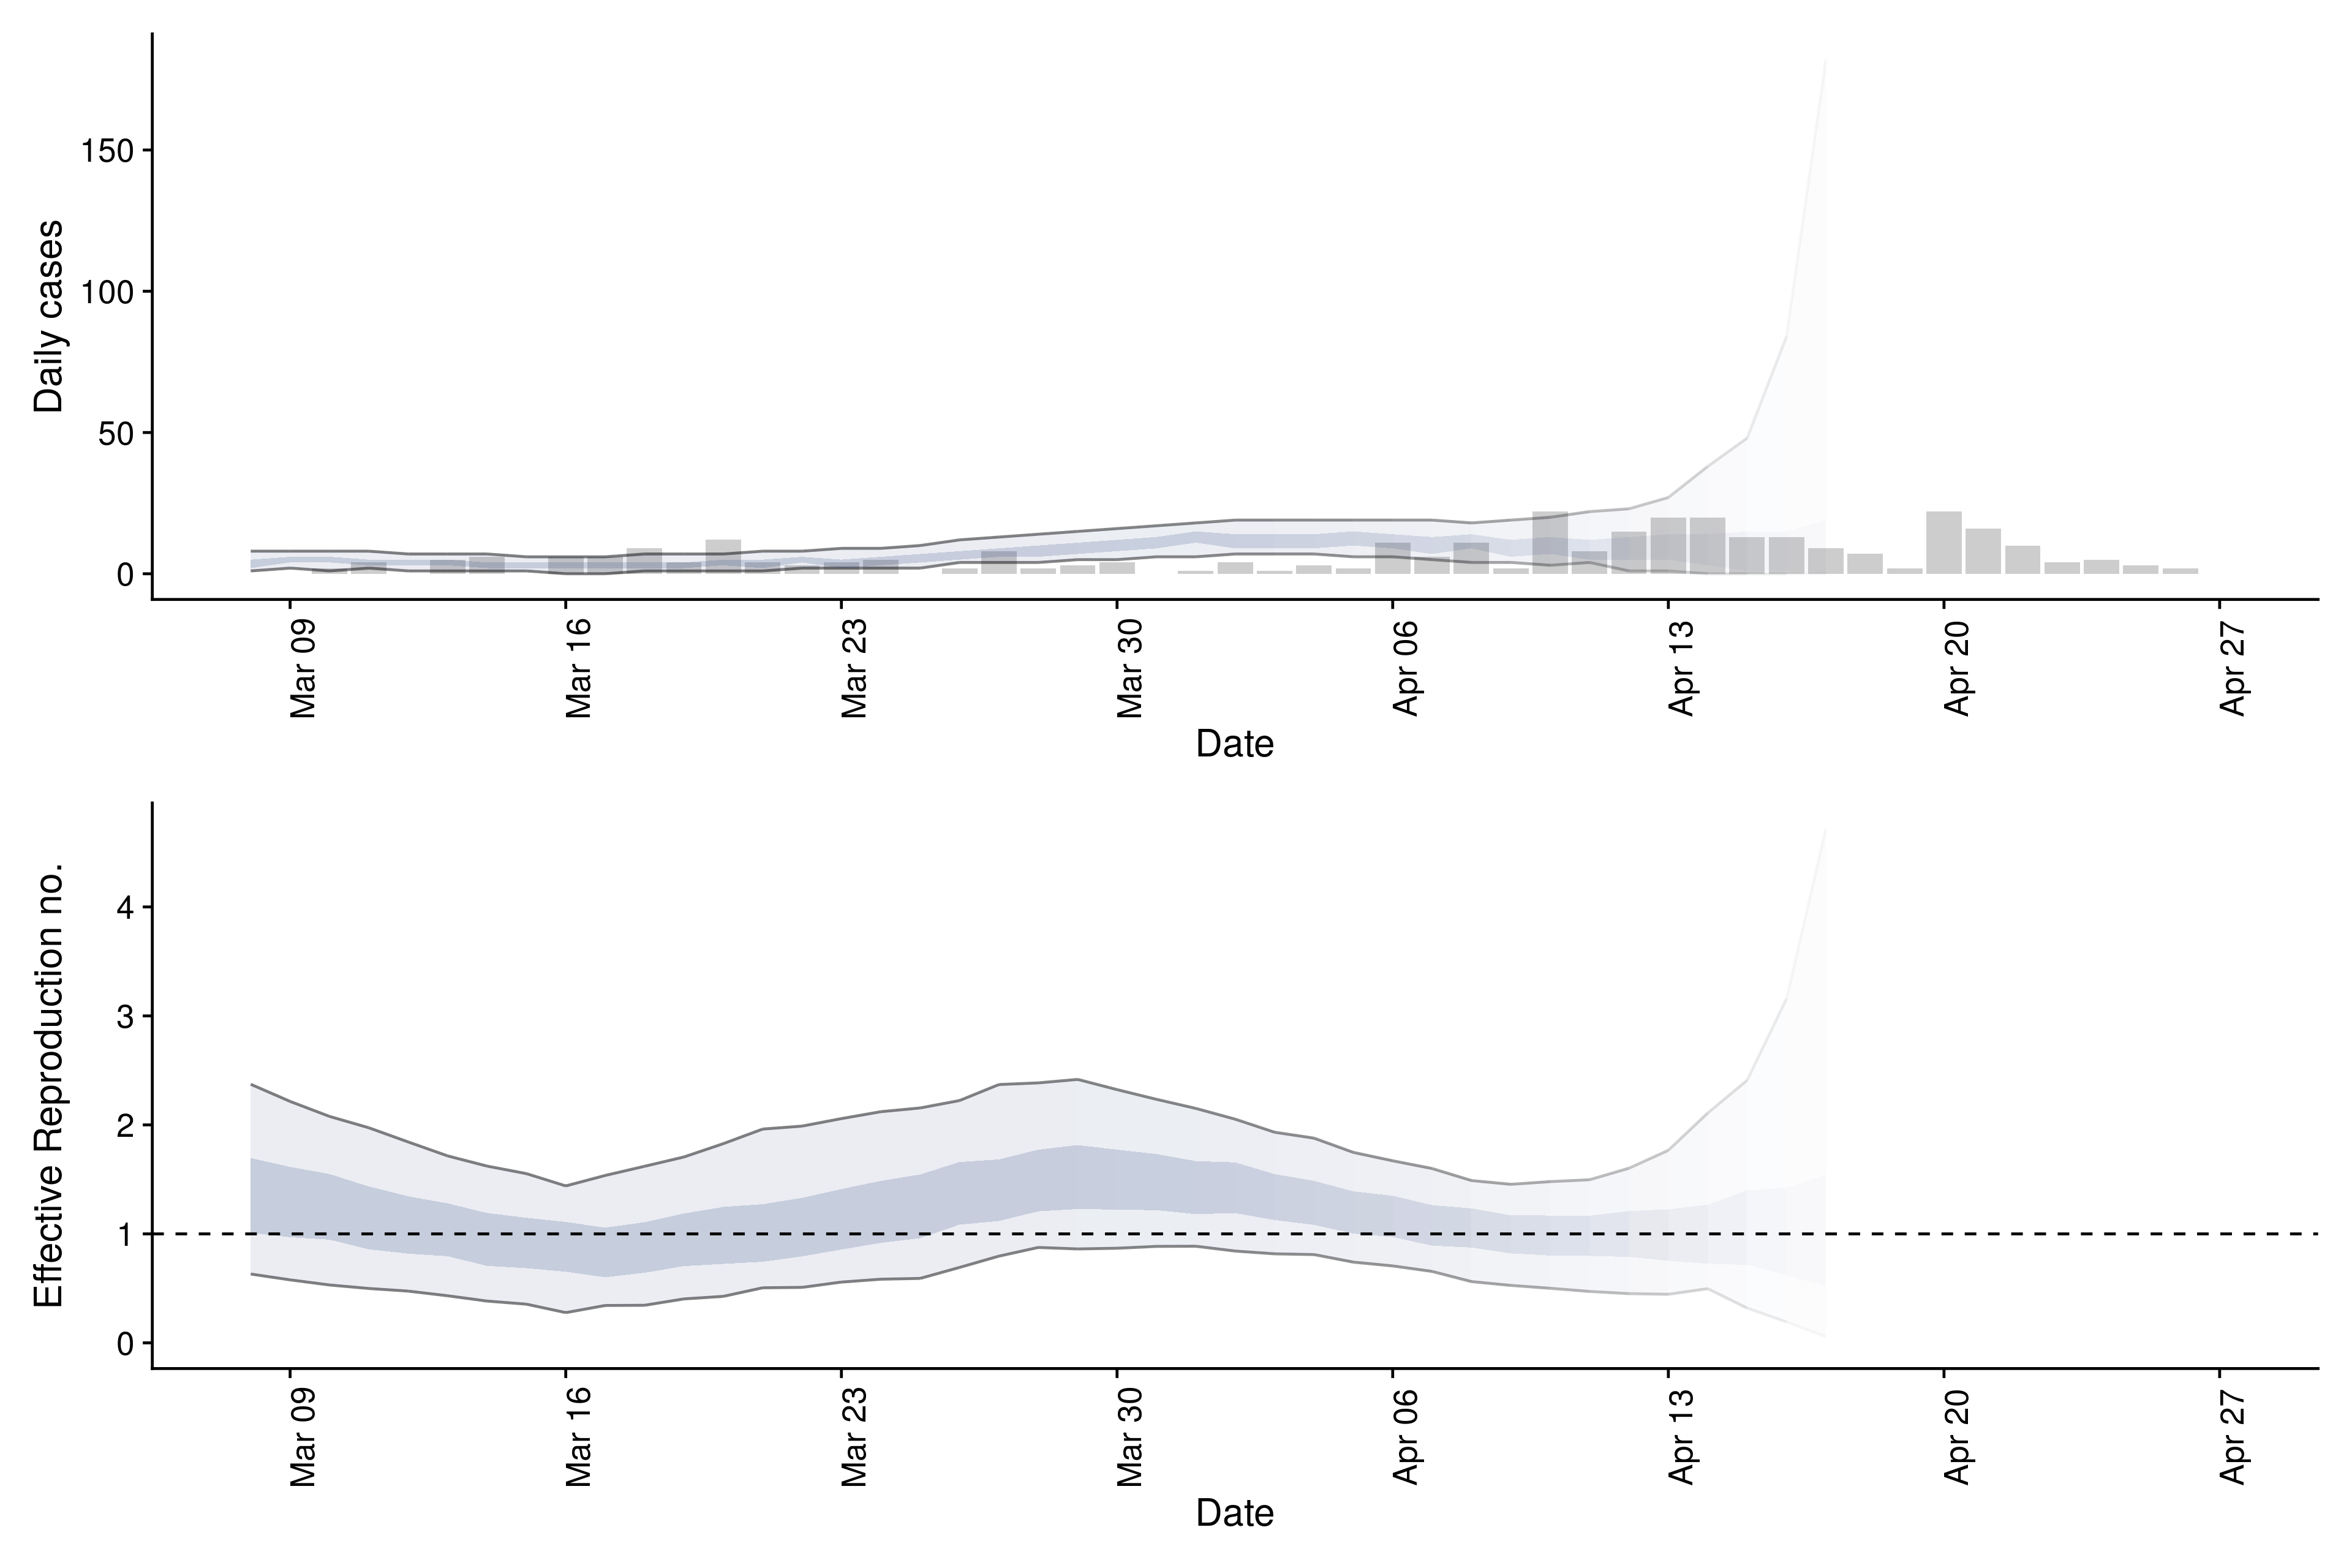 Daily cases
150
100
50
0
Mar 09
Mar 16
Mar 23
Mar 30
Apr 06
Apr 13
Apr 20
Apr 27
Date
Effective Reproduction no.
4
3
2
1
0
Mar 09
Mar 16
Mar 23
Mar 30
Apr 06
Apr 13
Apr 20
Apr 27
Date